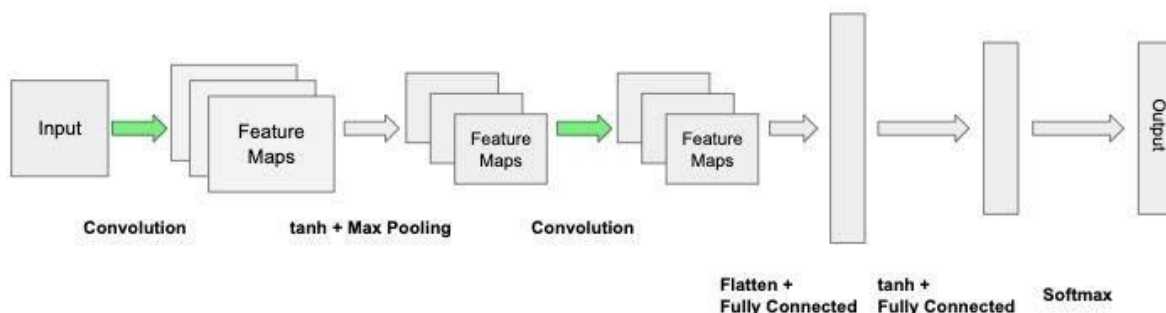 Input
Feature
Maps
Feature
Maps
Feature
Maps
Output
Convolution
tanh + Max Pooling
Convolution
Flatten +
Fully Connected
tanh +
Fully Connected
Softmax